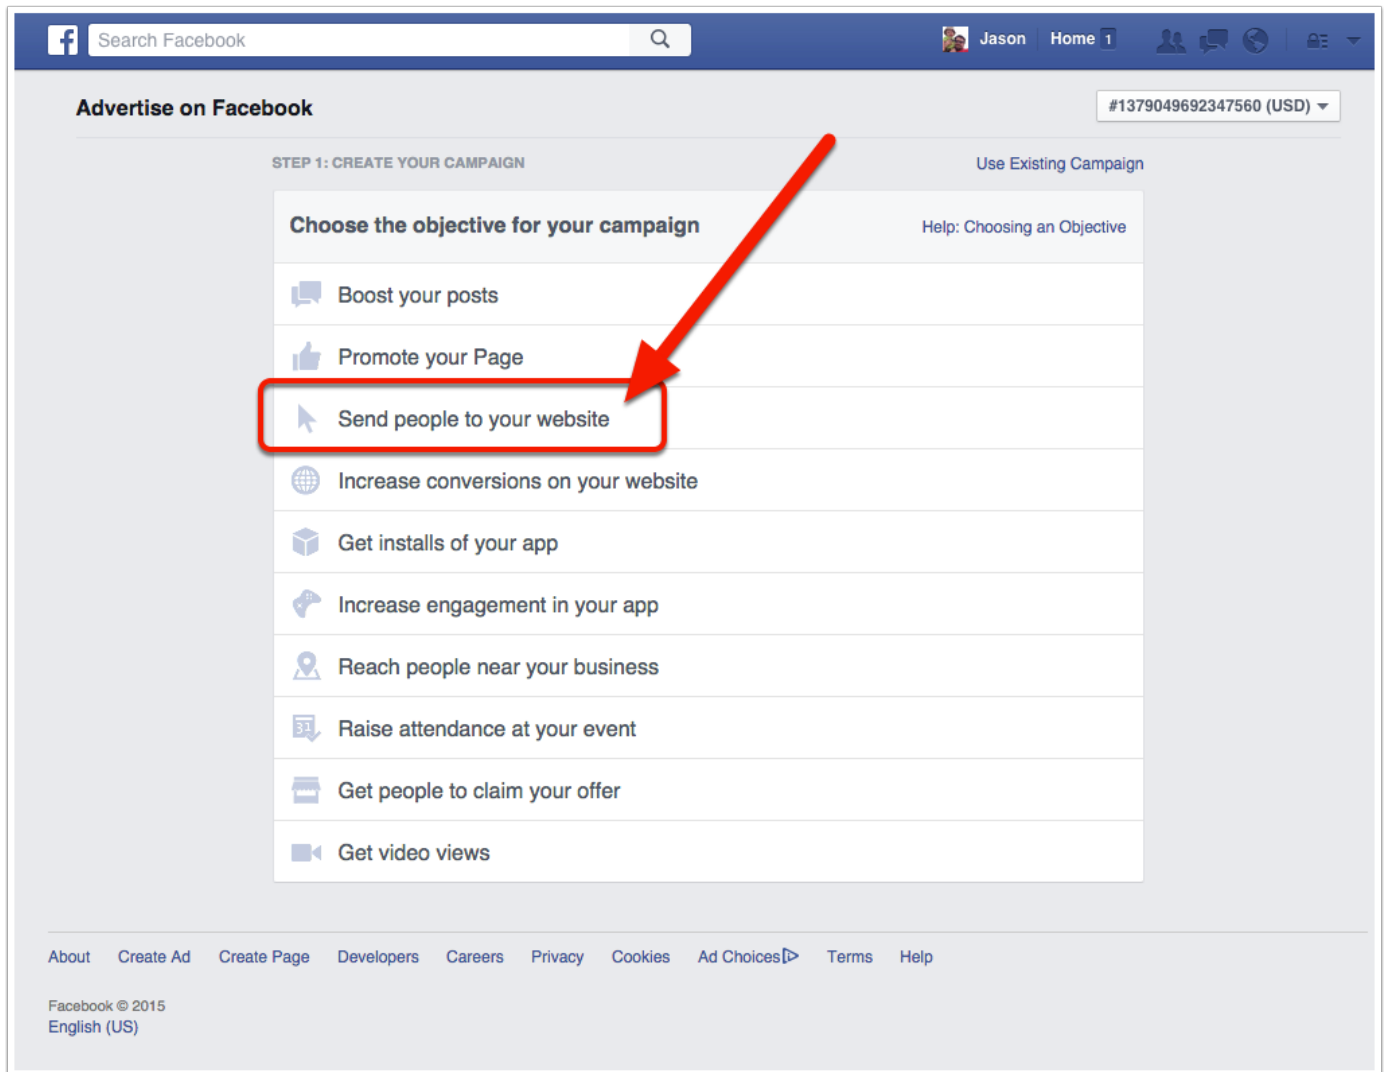 f Search Facebook Jason Home 1
Advertise on Facebook #1379049692347560 (USD)
STEP 1: CREATE YOUR CAMPAIGN Use Existing Campaign
Choose the objective for your campaign Help: Choosing an Objective
Boost your posts
Promote your Page
Send people to your website
Increase conversions on your website
Get installs of your app
Increase engagement in your app
Reach people near your business
31 Raise attendance at your event
Get people to claim your offer
Get video views
About Create Ad Create Page Developers Careers Privacy Cookies Ad Choices Terms Help
Facebook © 2015
English (US)